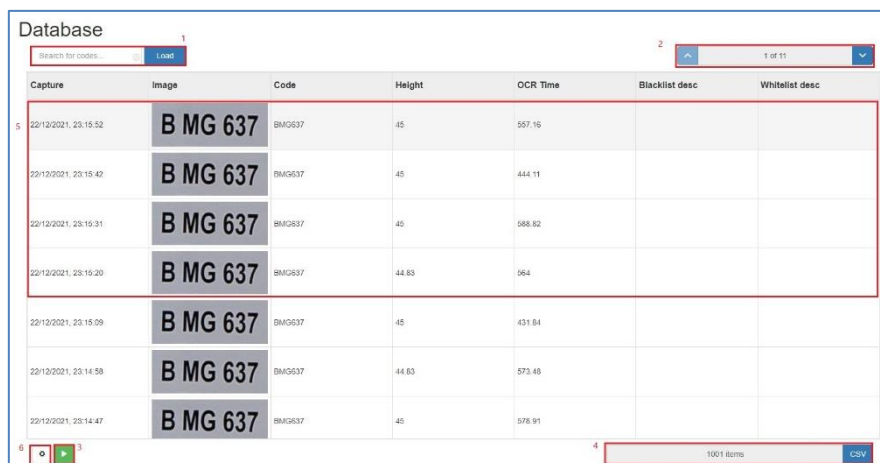 Database
1
Search for codes... Load
2
1 of 11
Capture Image Code Height OCR Time Blacklist desc Whitelist desc
5 22/12/2021, 23:15:52 B MG 637 BMG637 45 557.16
22/12/2021, 23:15:42 B MG 637 BMG637 45 444.11
22/12/2021, 23:15:31 B MG 637 BMG637 45 588.82
22/12/2021, 23:15:20 B MG 637 BMG637 44.83 564
22/12/2021, 23:15:09 B MG 637 BMG637 45 431.84
22/12/2021, 23:14:58 B MG 637 BMG637 44.83 573.48
22/12/2021, 23:14:47 B MG 637 BMG637 45 578.91
6 3 4 1001 items CSV